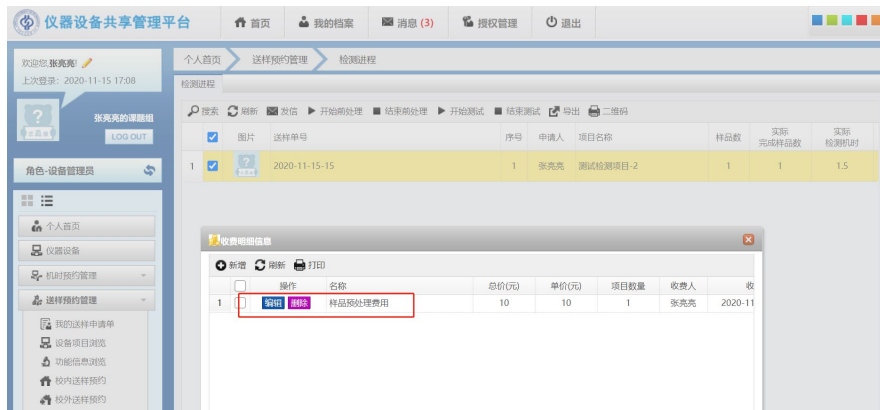 仪器设备共享管理平台 首页 我的档案 消息 (3) 授权管理 退出
欢迎您,张亮亮!
上次登录: 2020-11-15 17:08
张亮亮的课题组
LOG OUT
角色-设备管理员
个人首页
仪器设备
机时预约管理
送样预约管理
我的送样申请单
设备项目浏览
功能信息浏览
校内送样预约
校外送样预约
个人首页 送样预约管理 检测进程
检测进程
搜索 刷新 发信 开始前处理 结束前处理 开始测试 结束测试 导出 二维码
图片 送样单号 序号 申请人 项目名称 样品数 实际完成样品数 实际检测机时
1 2020-11-15-15 1 张亮亮 测试检测项目-2 1 1 1.5
收费明细信息
新增 刷新 打印
操作 名称 总价(元) 单价(元) 项目数量 收费人 收
1 编辑 删除 样品预处理费用 10 10 1 张亮亮 2020-11